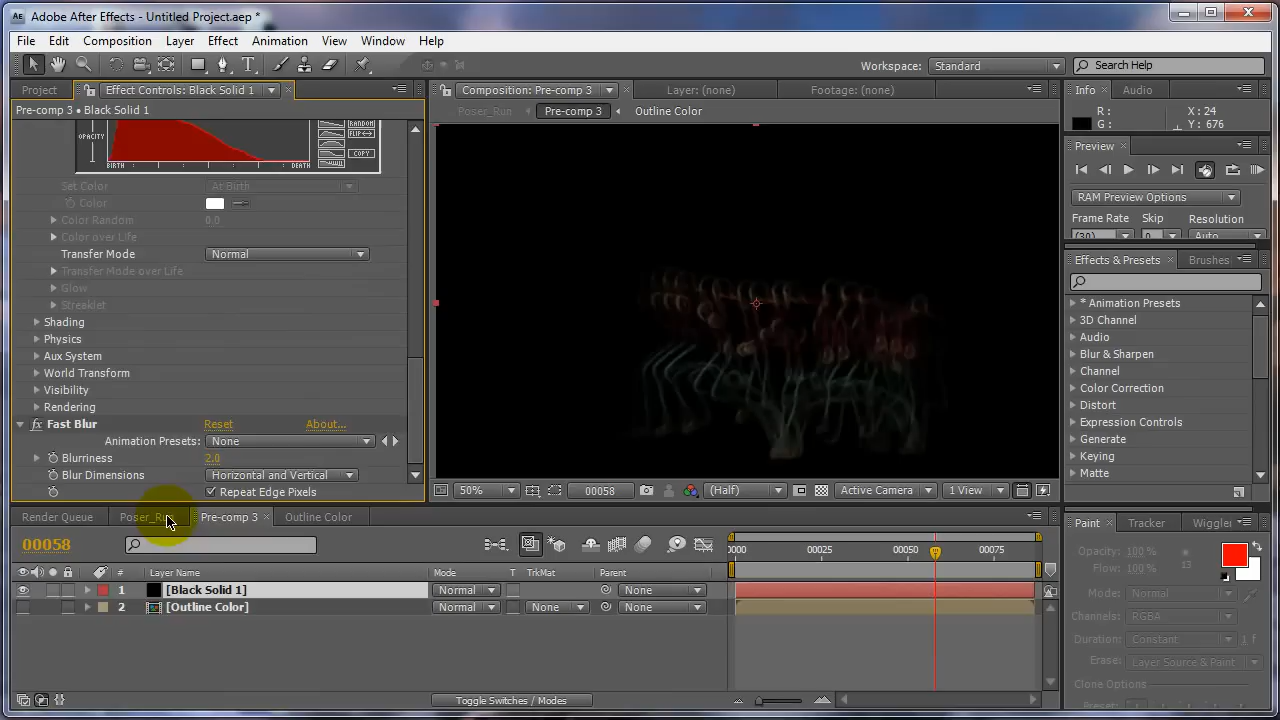 Adobe After Effects - Untitled Project.aep *
File Edit Composition Layer Effect Animation View Window Help
Workspace: Standard Search Help
Project Effect Controls: Black Solid 1 Composition: Pre-comp 3 Layer: (none) Footage: (none) Info Audio
Pre-comp 3 • Black Solid 1 Poser_Run Pre-comp 3 Outline Color
R: X: 24
G: Y: 676
OPACITY RANDOM
FLIP
COPY
BIRTH DEATH
Preview
RAM Preview Options
Frame Rate Skip Resolution
(30) 0 Auto
Set Color At Birth
Color
Color Random 0.0
Color over Life
Transfer Mode Normal
Transfer Mode over Life
Glow
Streaklet
Shading
Physics
Aux System
World Transform
Visibility
Rendering
Fast Blur Reset About...
Animation Presets: None
Blurriness 2.0
Blur Dimensions Horizontal and Vertical
Repeat Edge Pixels
Effects & Presets Brushes
* Animation Presets
3D Channel
Audio
Blur & Sharpen
Channel
Color Correction
Distort
Expression Controls
Generate
Keying
Matte
50% 00058 (Half) Active Camera 1 View
Render Queue Poser_Run Pre-comp 3 Outline Color
00058
0000 00025 00050 00075
# Layer Name Mode T TrkMat Parent
1 [Black Solid 1] Normal None
2 [Outline Color] Normal None None
Toggle Switches / Modes
Paint Tracker Wiggler
Opacity: 100 %
Flow: 100 % 13
Mode: Normal
Channels: RGBA
Duration: Constant 1 f
Erase: Layer Source & Paint
Clone Options